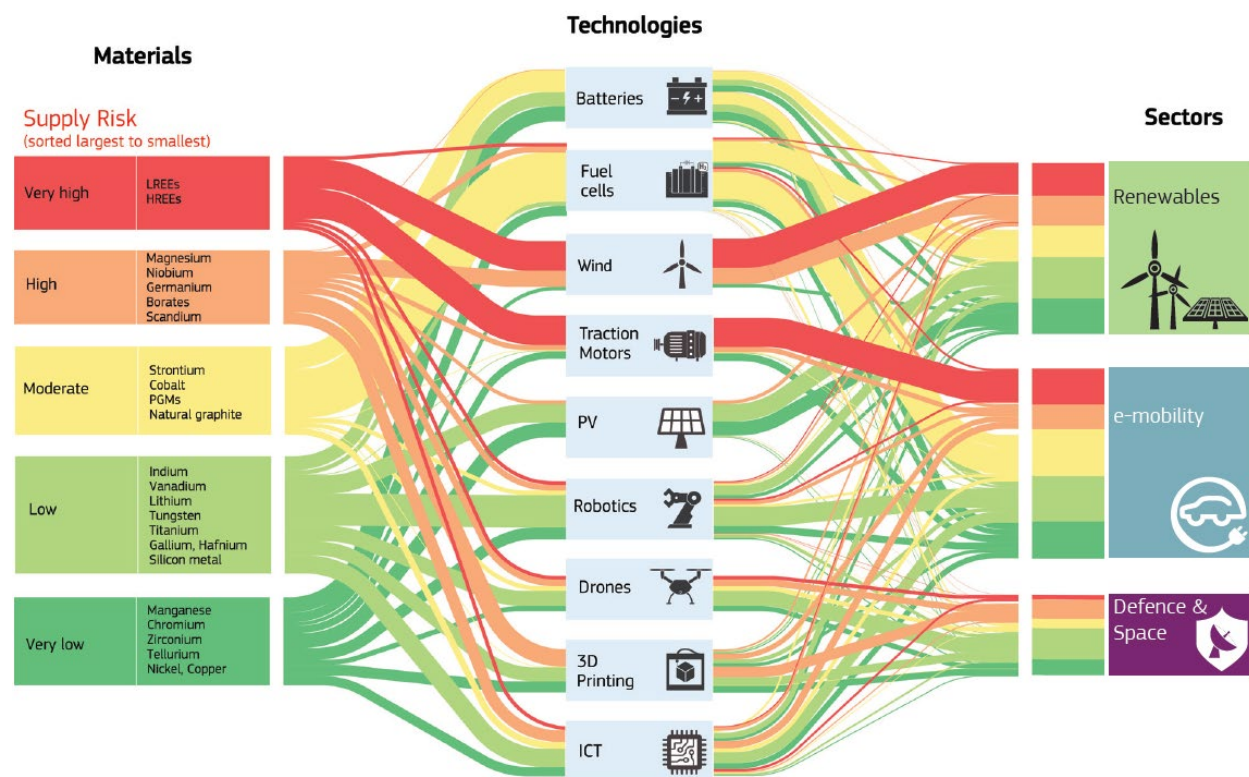 Technologies
Materials
Sectors
Supply Risk
(sorted largest to smallest)
Very high
LREEs
HREEs
High
Magnesium
Niobium
Germanium
Borates
Scandium
Moderate
Strontium
Cobalt
PGMs
Natural graphite
Low
Indium
Vanadium
Lithium
Tungsten
Titanium
Gallium, Hafnium
Silicon metal
Very low
Manganese
Chromium
Zirconium
Tellurium
Nickel, Copper
Batteries
Fuel
cells
H₂
Wind
Traction
Motors
PV
Robotics
Drones
3D
Printing
ICT
Renewables
e-mobility
Defence &
Space